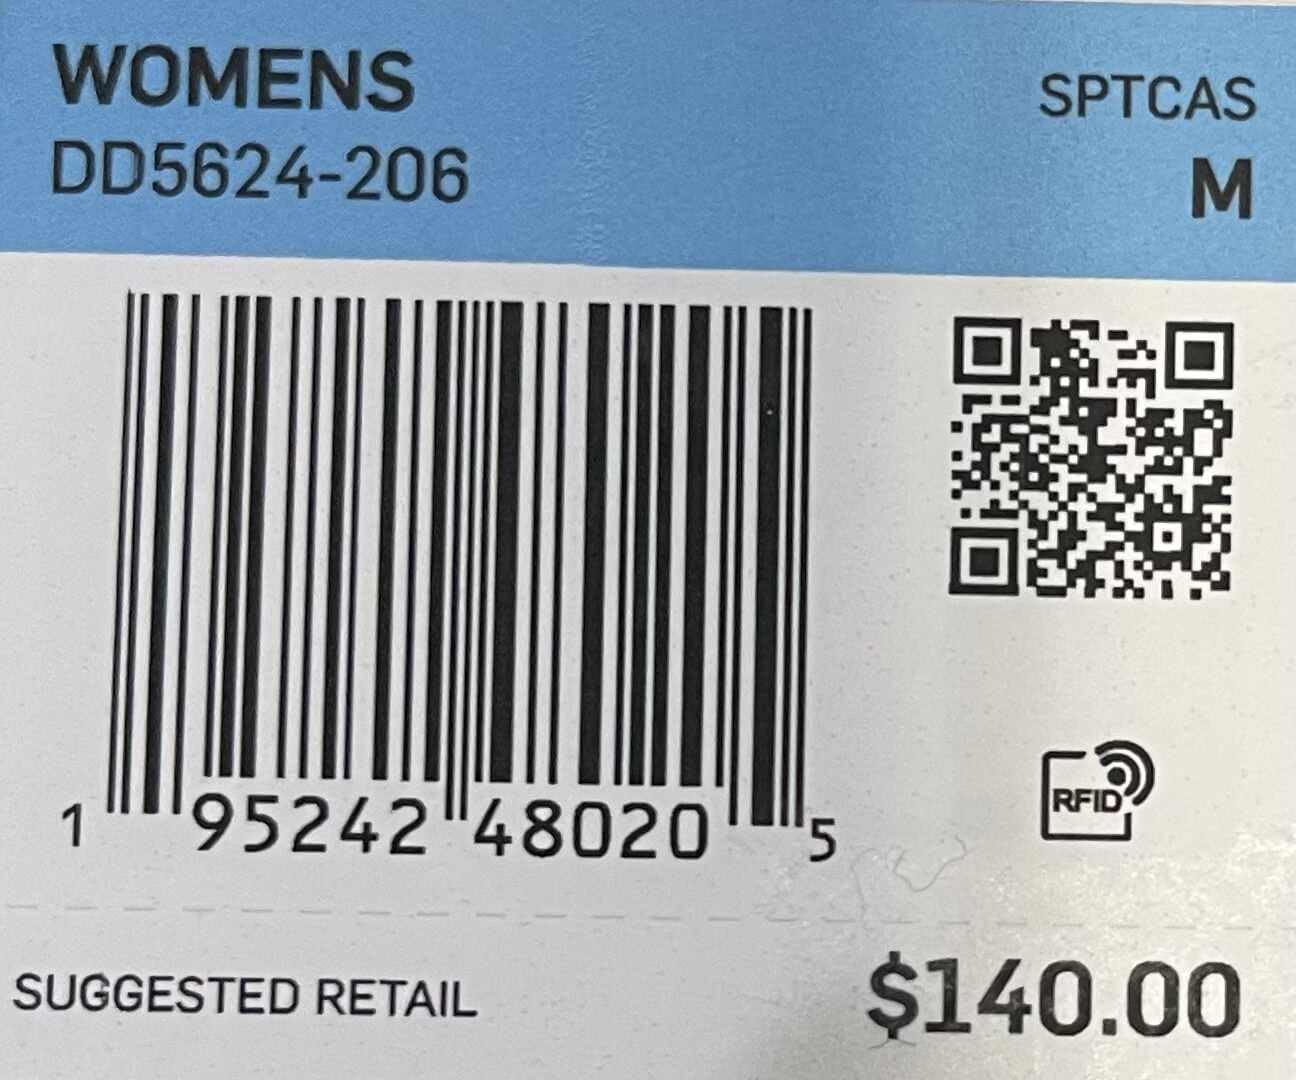 WOMENS
DD5624-206
SPTCAS
M
1 95242 48020 5
RFID
SUGGESTED RETAIL
$140.00